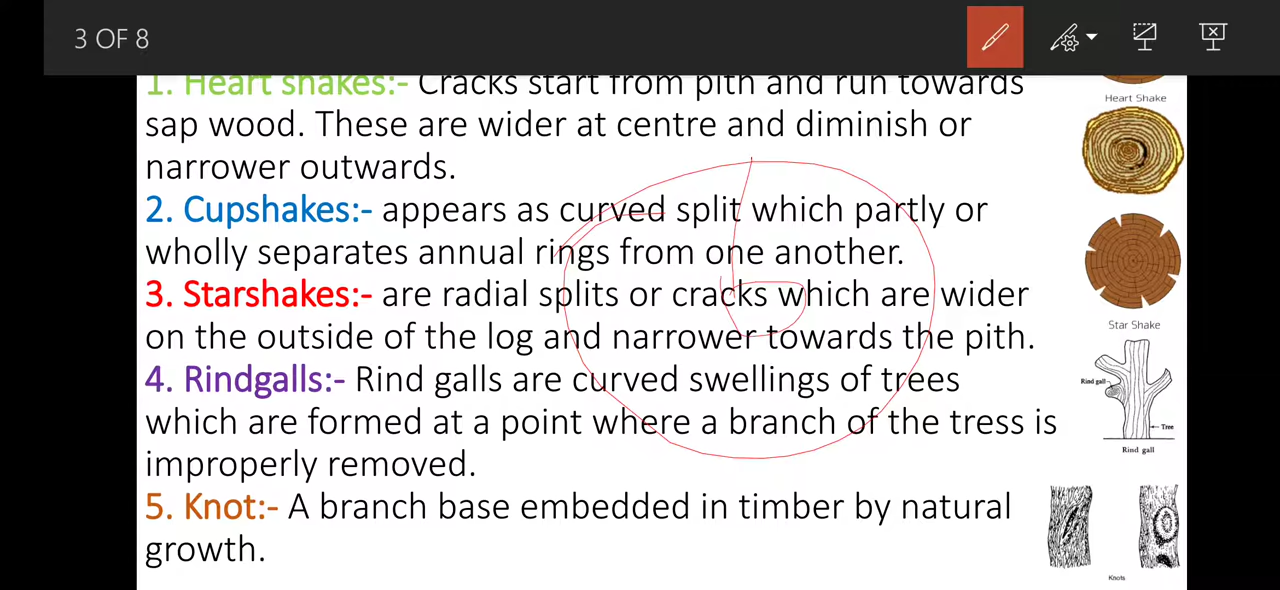 3 OF 8
1. Heart shakes:- Cracks start from pith and run towards
sap wood. These are wider at centre and diminish or
narrower outwards.
2. Cupshakes:- appears as curved split which partly or
wholly separates annual rings from one another.
3. Starshakes:- are radial splits or cracks which are wider
on the outside of the log and narrower towards the pith.
4. Rindgalls:- Rind galls are curved swellings of trees
which are formed at a point where a branch of the tress is
improperly removed.
5. Knot:- A branch base embedded in timber by natural
growth.
Heart Shake
Star Shake
Rind gall
Tree
Rind gall
Knots